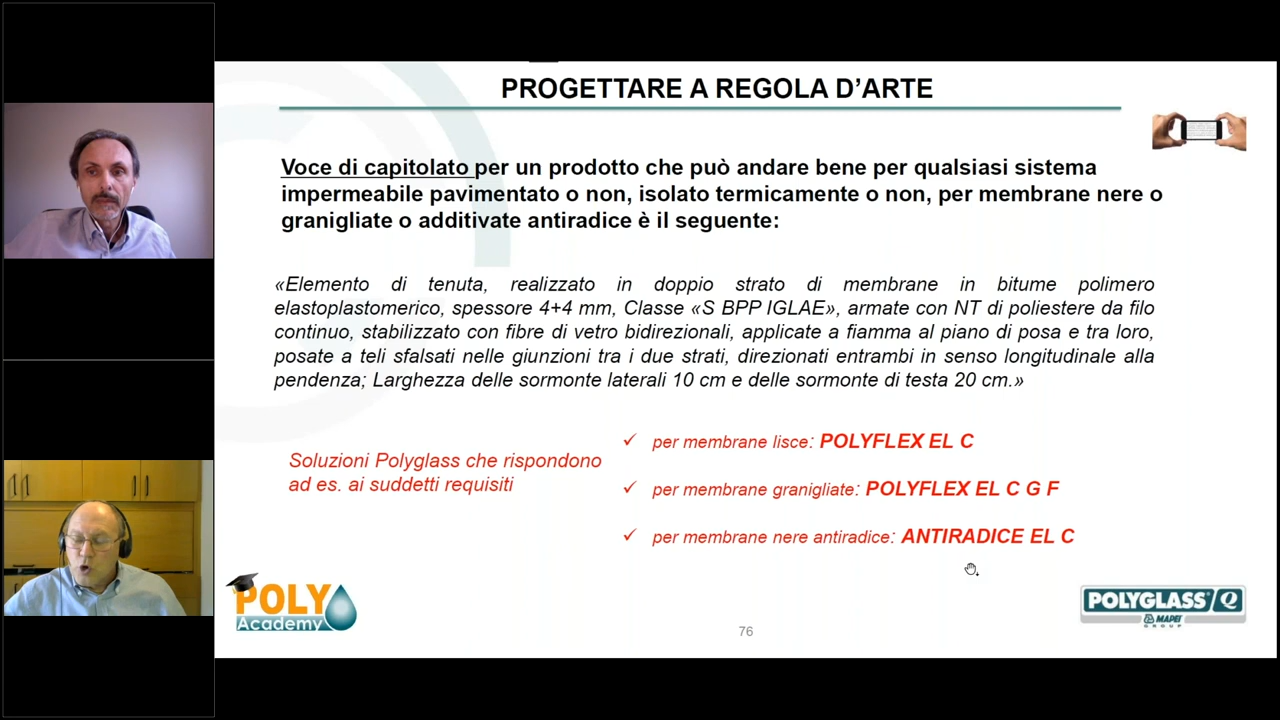 PROGETTARE A REGOLA D’ARTE
Voce di capitolato per un prodotto che può andare bene per qualsiasi sistema
impermeabile pavimentato o non, isolato termicamente o non, per membrane nere o
granigliate o additivate antiradice è il seguente:
«Elemento di tenuta, realizzato in doppio strato di membrane in bitume polimero
elastoplastomerico, spessore 4+4 mm, Classe «S BPP IGLAE», armate con NT di poliestere da filo
continuo, stabilizzato con fibre di vetro bidirezionali, applicate a fiamma al piano di posa e tra loro,
posate a teli sfalsati nelle giunzioni tra i due strati, direzionati entrambi in senso longitudinale alla
pendenza; Larghezza delle sormonte laterali 10 cm e delle sormonte di testa 20 cm.»
Soluzioni Polyglass che rispondono
ad es. ai suddetti requisiti
✓ per membrane lisce: POLYFLEX EL C
✓ per membrane granigliate: POLYFLEX EL C G F
✓ per membrane nere antiradice: ANTIRADICE EL C
POLY
Academy
76
POLYGLASS
MAPEI
GROUP